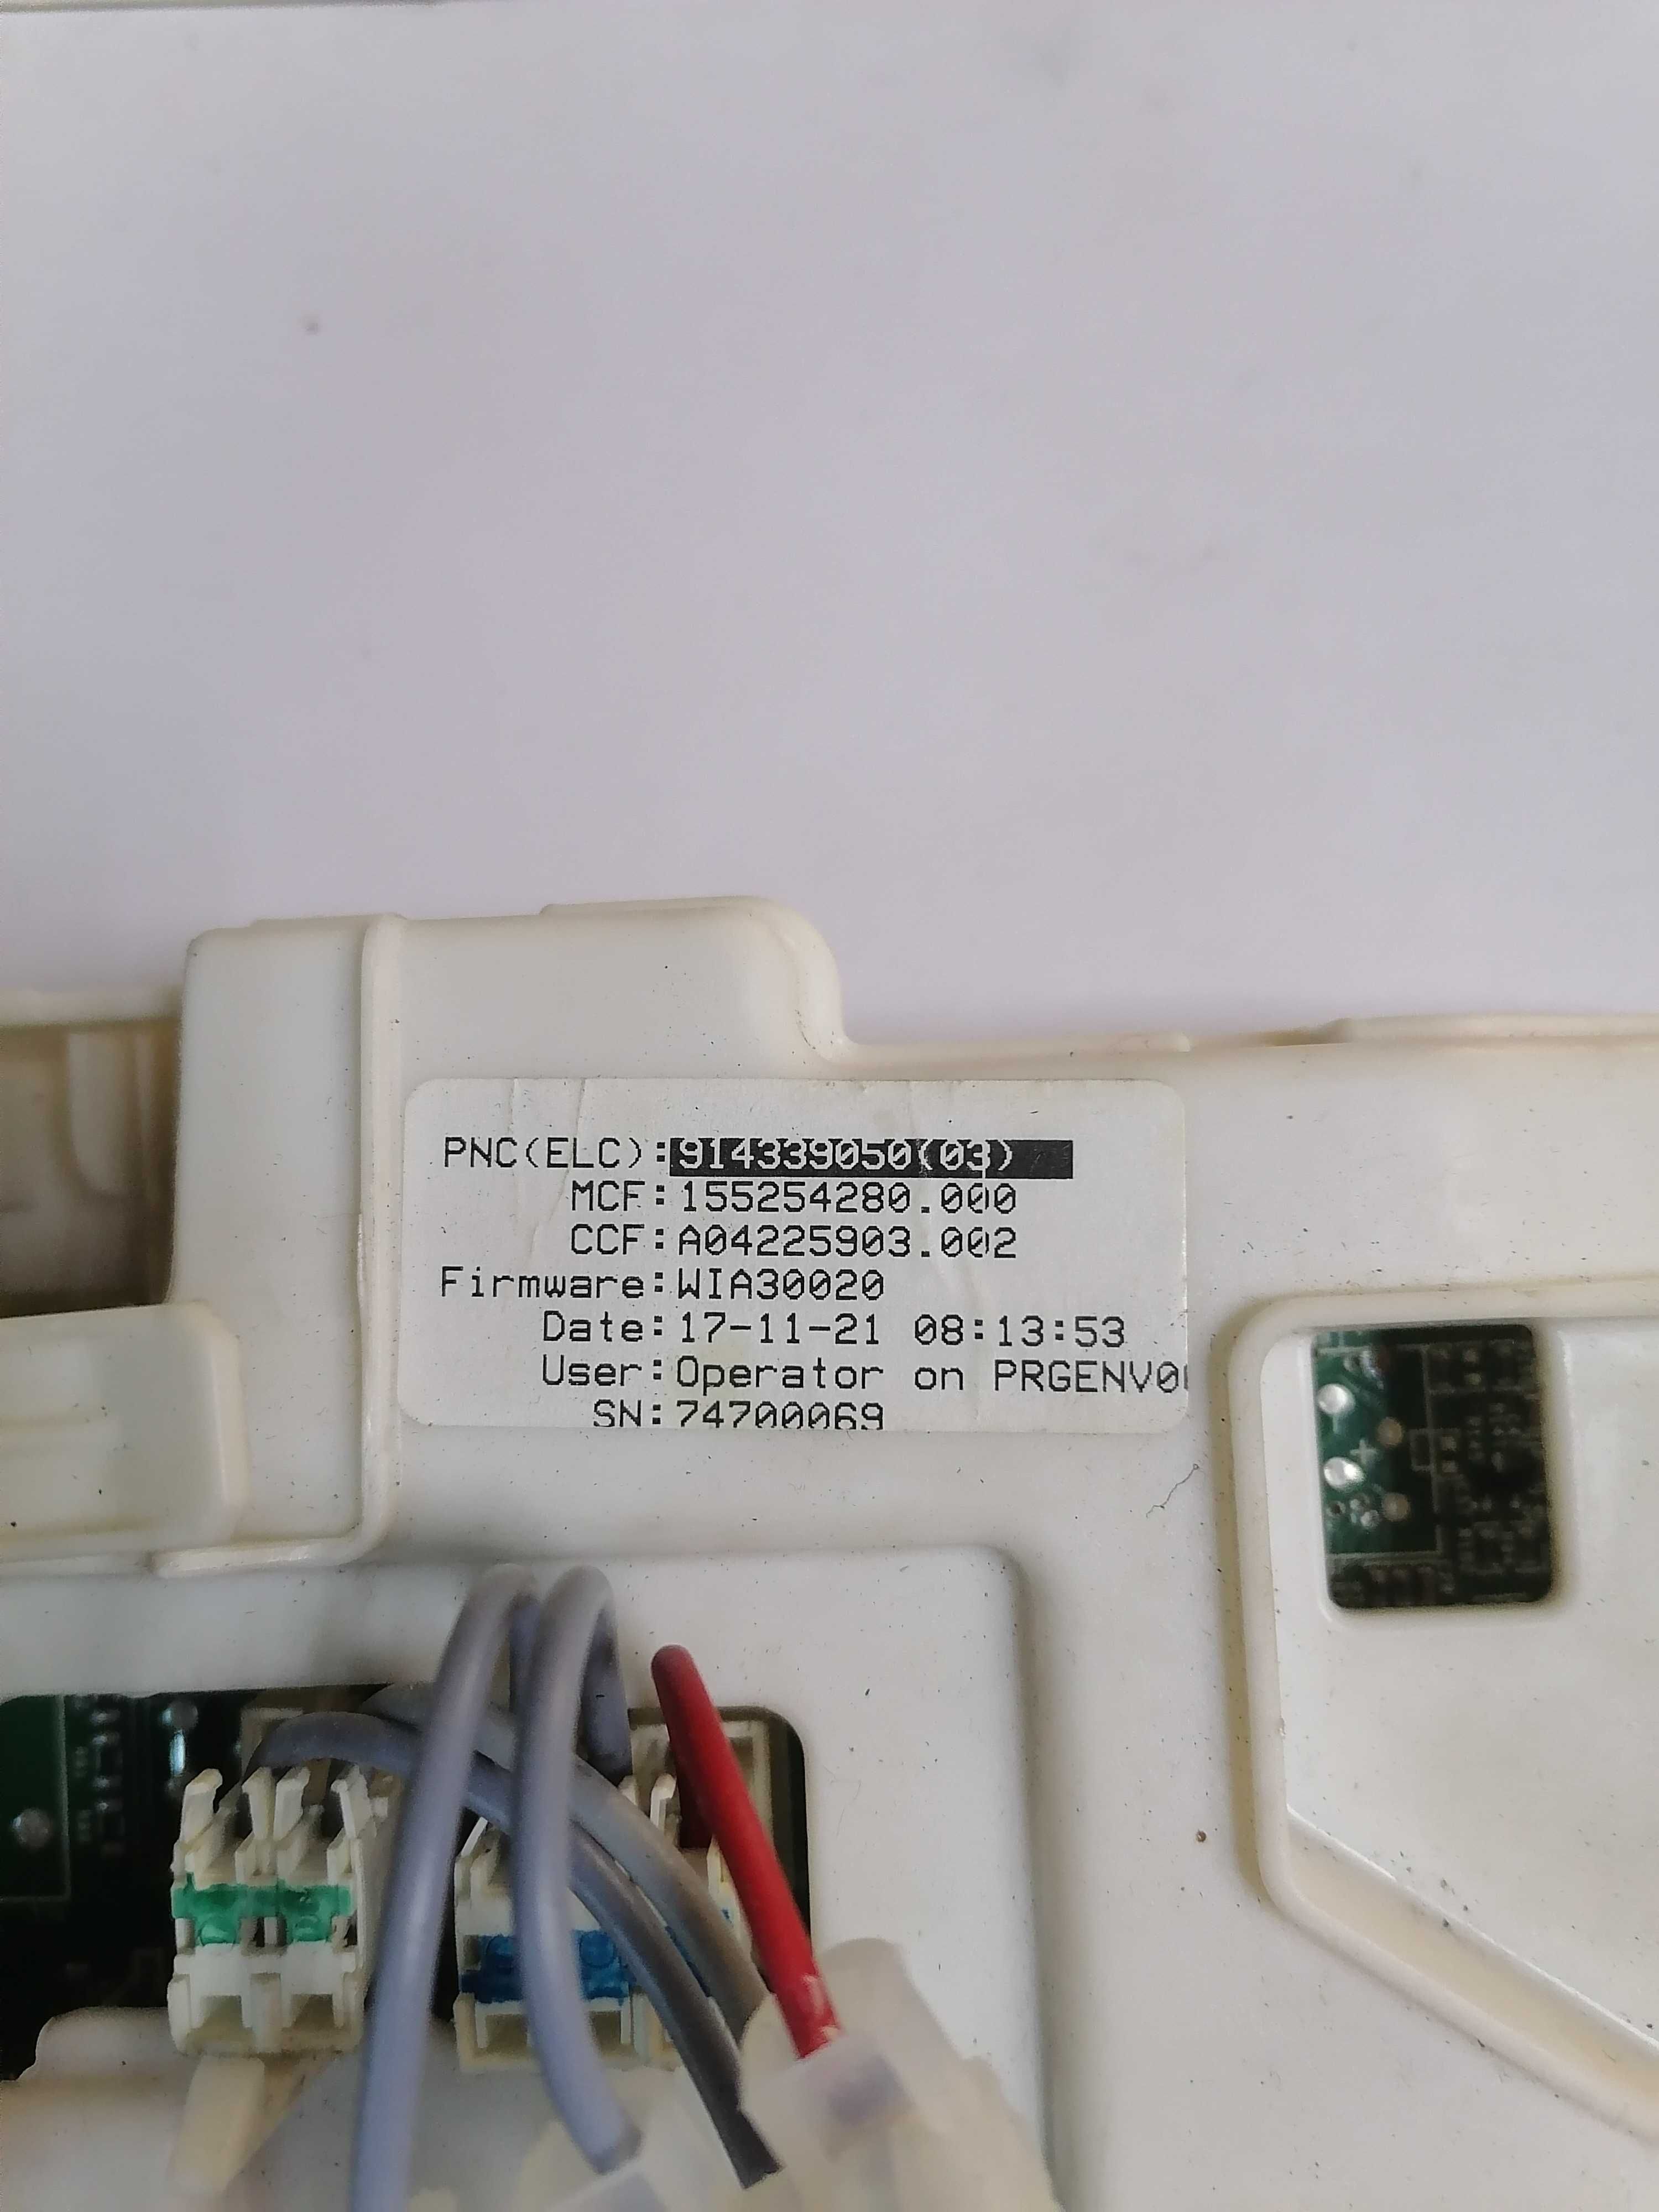 PNC(ELC):914339050(03)
MCF:155254280.000
CCF:A04225903.002
Firmware:WIA30020
Date:17-11-21 08:13:53
User:Operator on PRGENV0
SN:74700069